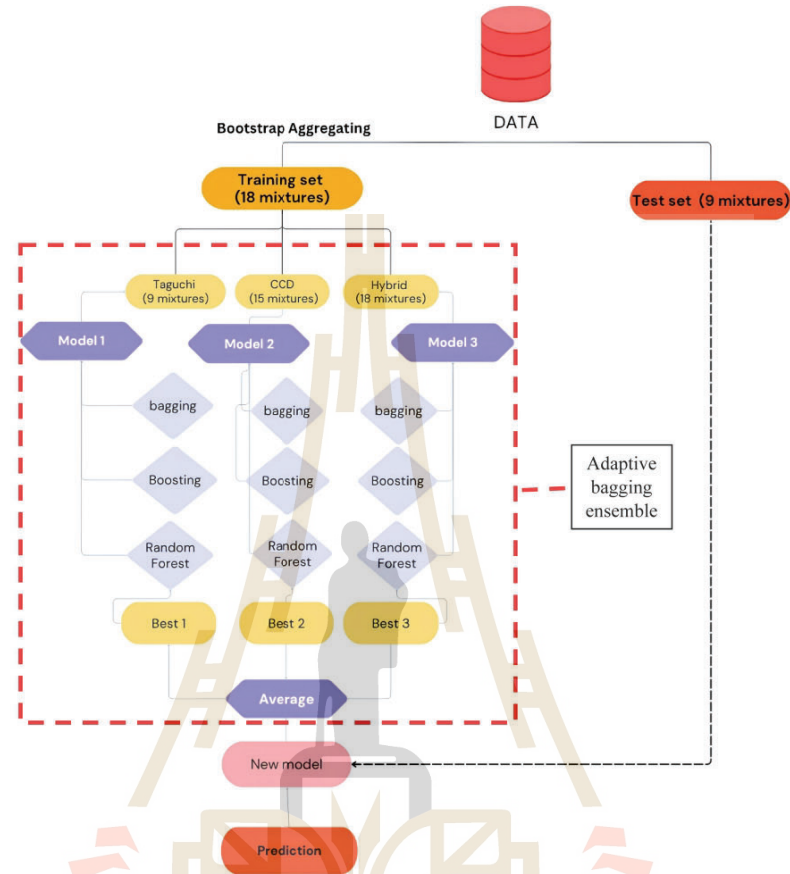 DATA
Bootstrap Aggregating
Training set
(18 mixtures)
Test set (9 mixtures)
Taguchi
(9 mixtures)
CCD
(15 mixtures)
Hybrid
(18 mixtures)
Model 1
Model 2
Model 3
bagging
bagging
bagging
Boosting
Boosting
Boosting
Adaptive
bagging
ensemble
Random
Forest
Random
Forest
Random
Forest
Best 1
Best 2
Best 3
Average
New model
Prediction